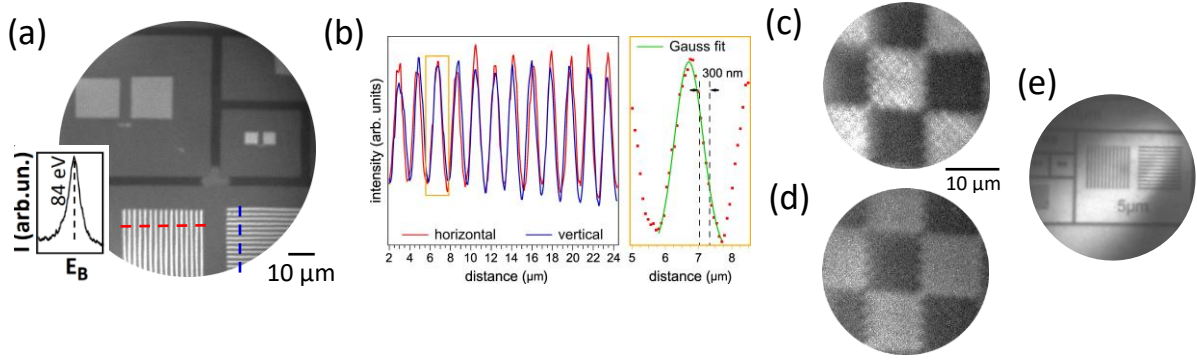 (a)
84 eV
I (arb.un.)
E_B
10 μm
(b)
intensity (arb. units)
horizontal
vertical
2 4 6 8 10 12 14 16 18 20 22 24
distance (μm)
Gauss fit
300 nm
5 6 7 8
distance (μm)
(c)
10 μm
(d)
(e)
5μm